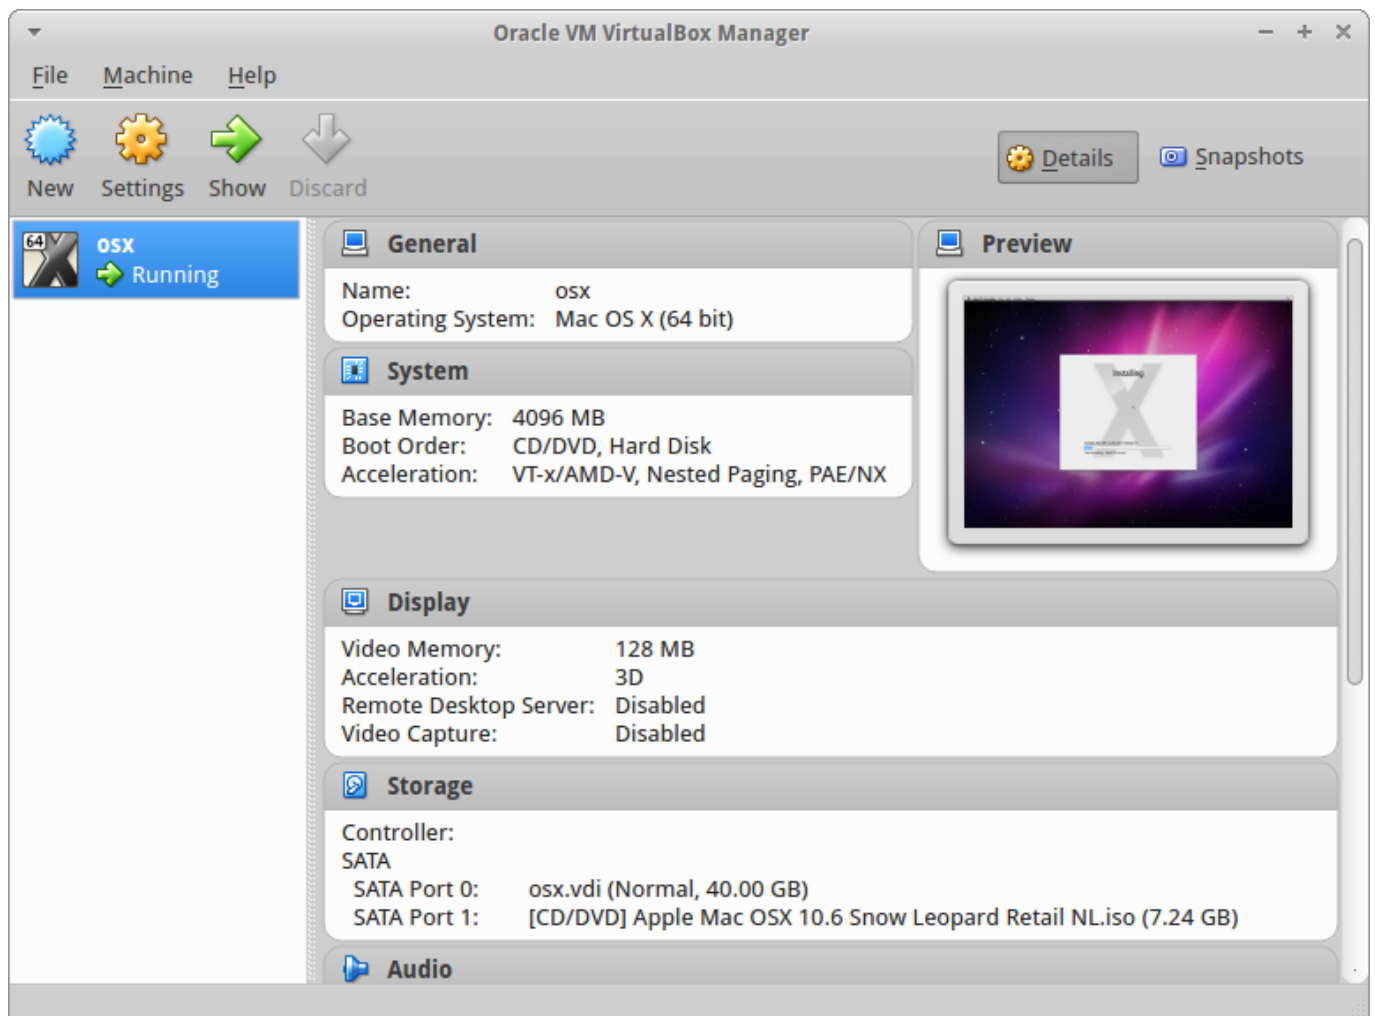 Oracle VM VirtualBox Manager
File Machine Help
New Settings Show Discard
Details Snapshots
64
osx
Running
General
Name: osx
Operating System: Mac OS X (64 bit)
Preview
Installing
System
Base Memory: 4096 MB
Boot Order: CD/DVD, Hard Disk
Acceleration: VT-x/AMD-V, Nested Paging, PAE/NX
Display
Video Memory: 128 MB
Acceleration: 3D
Remote Desktop Server: Disabled
Video Capture: Disabled
Storage
Controller:
SATA
SATA Port 0: osx.vdi (Normal, 40.00 GB)
SATA Port 1: [CD/DVD] Apple Mac OSX 10.6 Snow Leopard Retail NL.iso (7.24 GB)
Audio